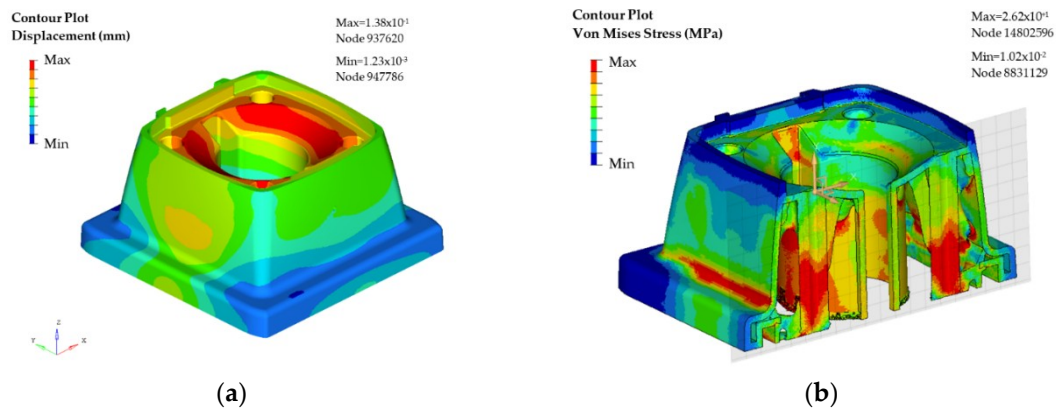 Contour Plot
Displacement (mm)
Max=1.38x10⁻¹
Node 937620
Min=1.23x10⁻³
Node 947786
Max
Min
Z
Y
X
(a)
Contour Plot
Von Mises Stress (MPa)
Max=2.62x10⁺¹
Node 14802596
Min=1.02x10⁻²
Node 8831129
Max
Min
(b)